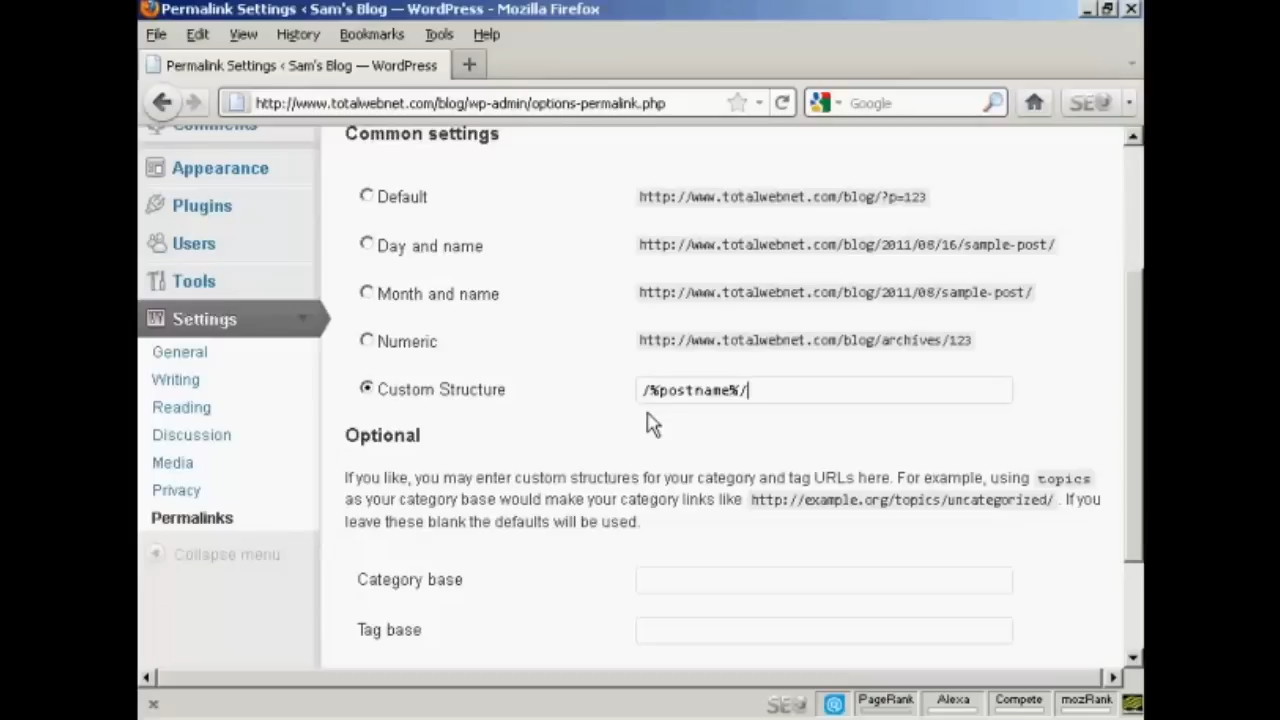 Permalink Settings ‹ Sam's Blog — WordPress - Mozilla Firefox
File Edit View History Bookmarks Tools Help
Permalink Settings ‹ Sam's Blog — WordPress
http://www.totalwebnet.com/blog/wp-admin/options-permalink.php Google SEO
Comments
Common settings
Appearance
Default http://www.totalwebnet.com/blog/?p=123
Plugins
Users
Day and name http://www.totalwebnet.com/blog/2011/08/16/sample-post/
Tools
Month and name http://www.totalwebnet.com/blog/2011/08/sample-post/
Settings
Numeric http://www.totalwebnet.com/blog/archives/123
General
Writing
Custom Structure /%postname%/
Reading
Discussion
Optional
Media
Privacy
Permalinks
Collapse menu
If you like, you may enter custom structures for your category and tag URLs here. For example, using topics
as your category base would make your category links like http://example.org/topics/uncategorized/ . If you
leave these blank the defaults will be used.
Category base
Tag base
SEO PageRank Alexa Compete mozRank